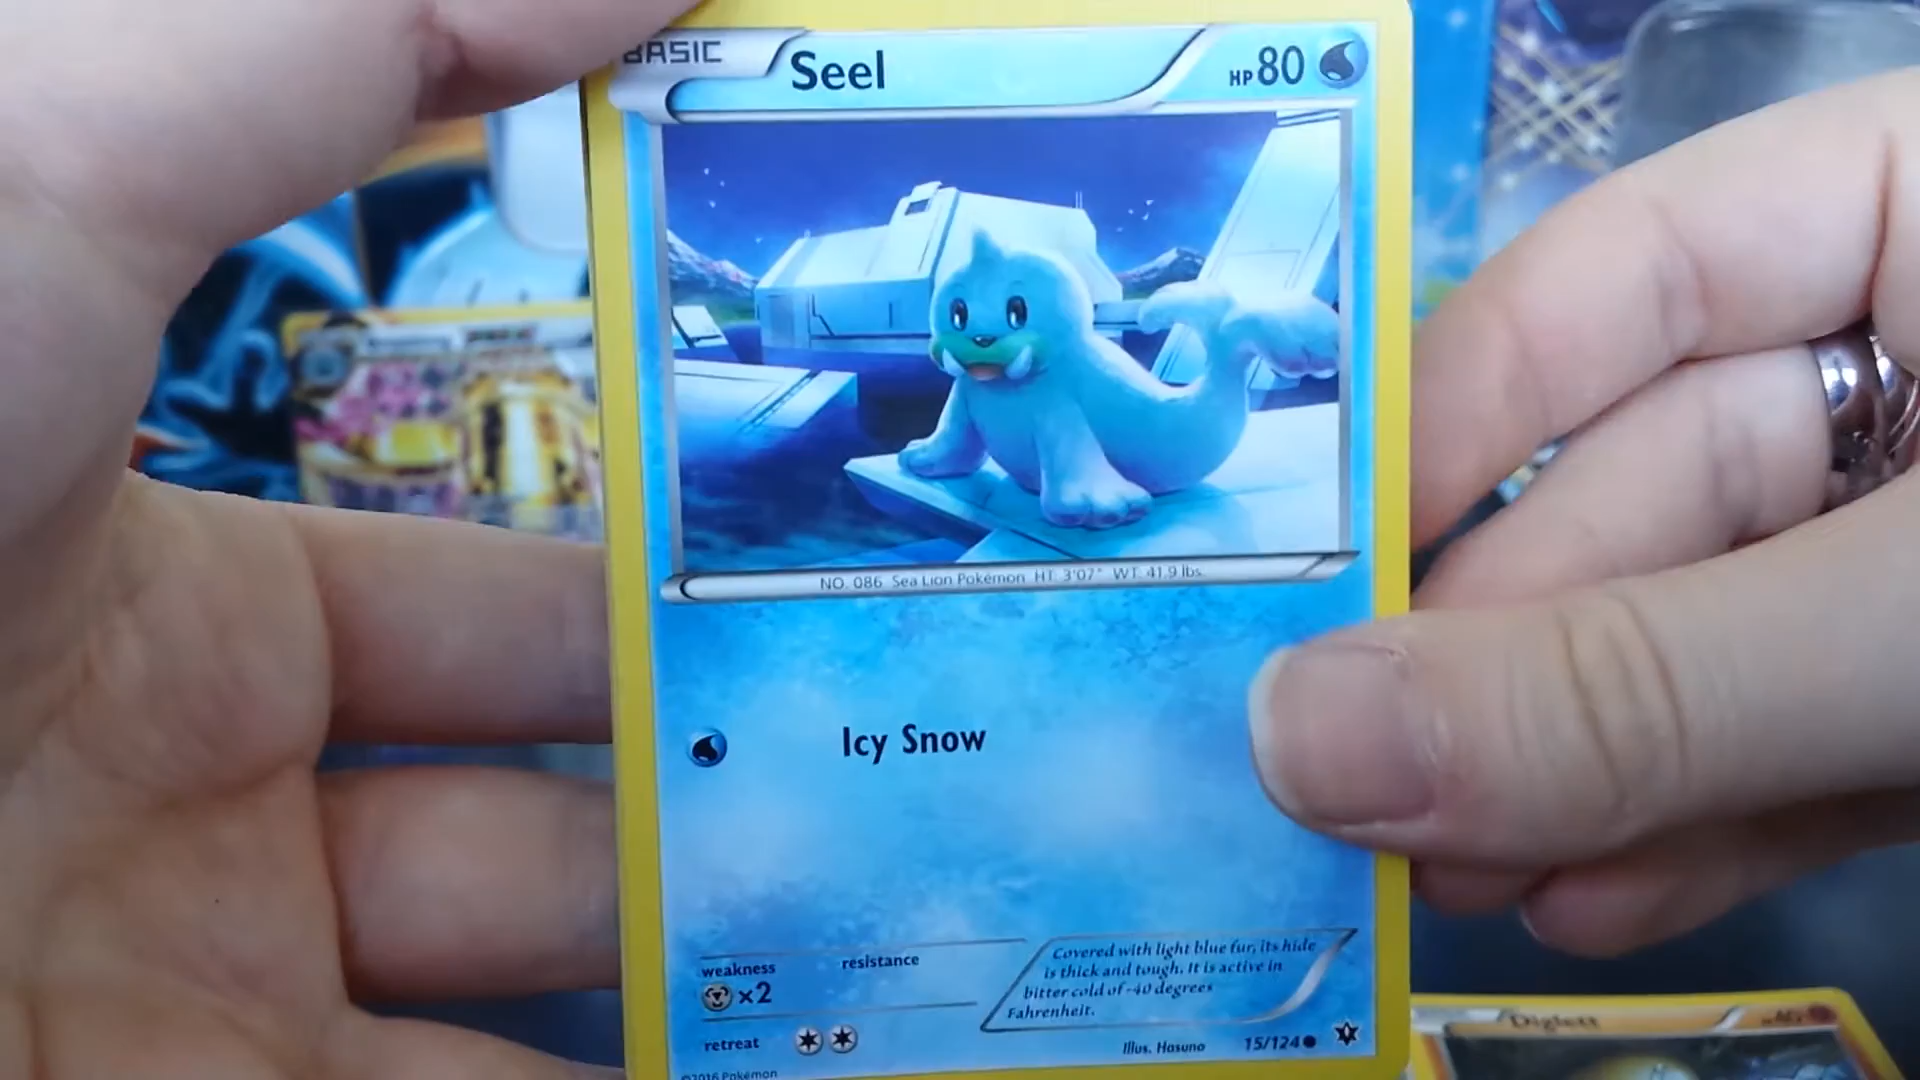 BASIC
Seel
HP80
NO. 086 Sea Lion Pokémon HT: 3'07" WT: 41.9 lbs.
Icy Snow
weakness
resistance
×2
Covered with light blue fur, its hide
is thick and tough. It is active in
bitter cold of -40 degrees
Fahrenheit.
retreat
Illus. Hasuno
15/124
©2016 Pokémon
Diglett